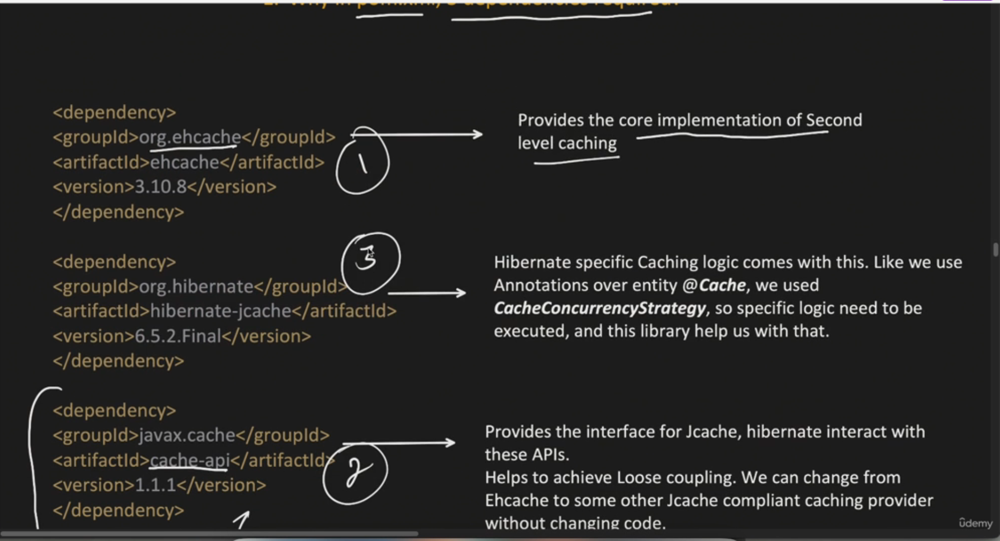 <dependency>
<groupId>org.ehcache</groupId>
<artifactId>ehcache</artifactId>
<version>3.10.8</version>
</dependency>
1
Provides the core implementation of Second
level caching
<dependency>
<groupId>org.hibernate</groupId>
<artifactId>hibernate-jcache</artifactId>
<version>6.5.2.Final</version>
</dependency>
3
Hibernate specific Caching logic comes with this. Like we use
Annotations over entity @Cache, we used
CacheConcurrencyStrategy, so specific logic need to be
executed, and this library help us with that.
<dependency>
<groupId>javax.cache</groupId>
<artifactId>cache-api</artifactId>
<version>1.1.1</version>
</dependency>
2
Provides the interface for Jcache, hibernate interact with
these APIs.
Helps to achieve Loose coupling. We can change from
Ehcache to some other Jcache compliant caching provider
without changing code.
ûdemy